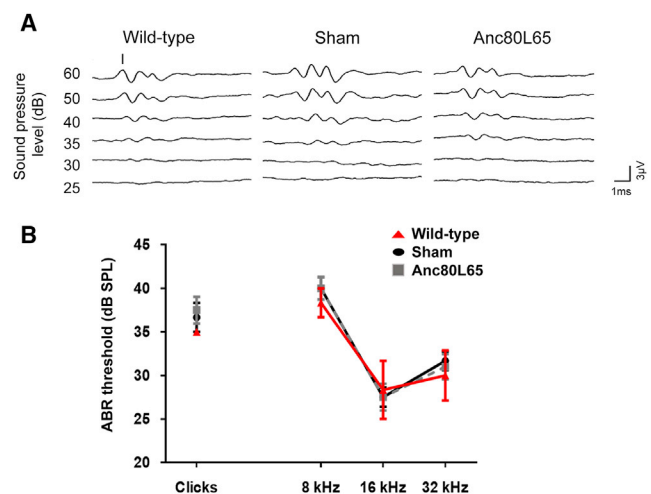 A
Wild-type
Sham
Anc80L65
I
Sound pressure
level (dB)
60
50
40
35
30
25
3µV
1ms
B
Wild-type
Sham
Anc80L65
ABR threshold (dB SPL)
45
40
35
30
25
20
Clicks
8 kHz
16 kHz
32 kHz